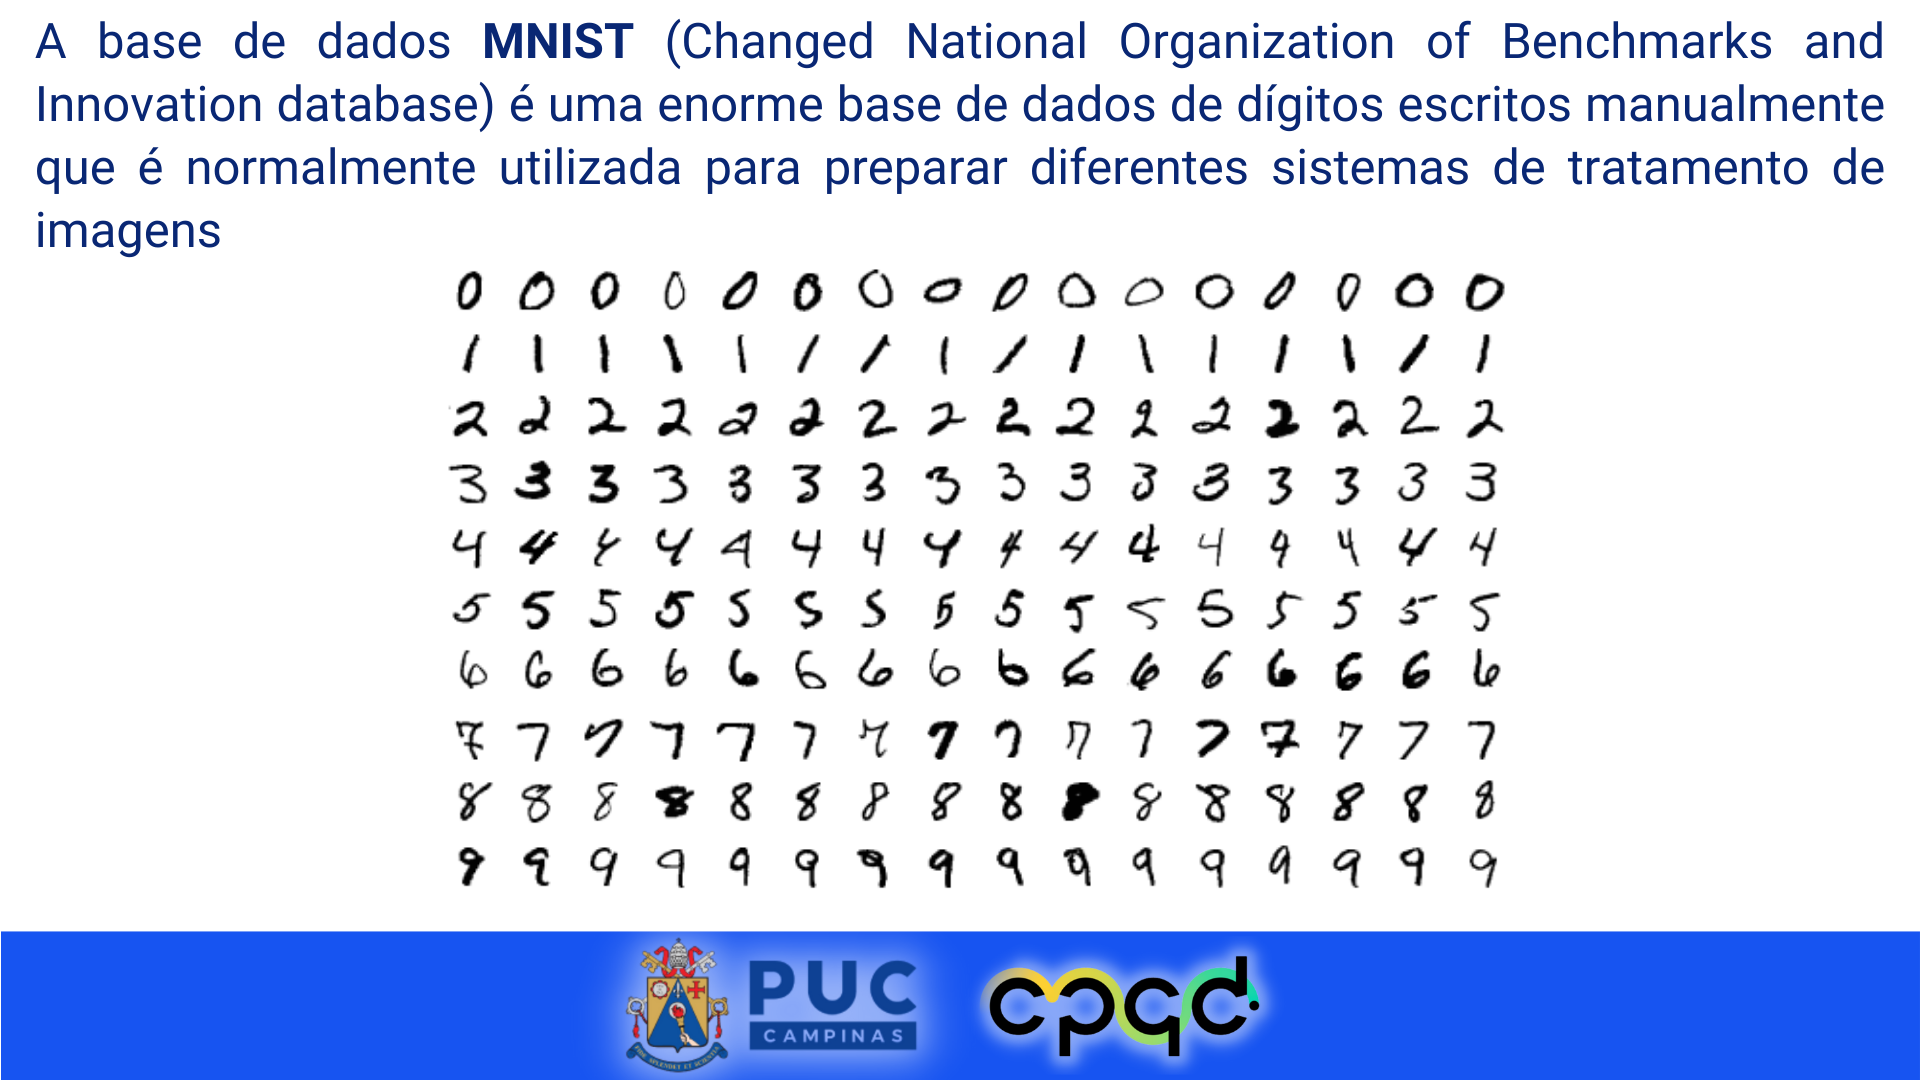 A base de dados MNIST (Changed National Organization of Benchmarks and
Innovation database) é uma enorme base de dados de dígitos escritos manualmente
que é normalmente utilizada para preparar diferentes sistemas de tratamento de
imagens
0 0 0 0 0 0 0 0 0 0 0 0 0 0 0 0
1 1 1 1 1 1 1 1 1 1 1 1 1 1 1 1
2 2 2 2 2 2 2 2 2 2 2 2 2 2 2 2
3 3 3 3 3 3 3 3 3 3 3 3 3 3 3 3
4 4 4 4 4 4 4 4 4 4 4 4 4 4 4 4
5 5 5 5 5 5 5 5 5 5 5 5 5 5 5 5
6 6 6 6 6 6 6 6 6 6 6 6 6 6 6 6
7 7 7 7 7 7 7 7 7 7 7 7 7 7 7 7
8 8 8 8 8 8 8 8 8 8 8 8 8 8 8 8
9 9 9 9 9 9 9 9 9 9 9 9 9 9 9 9
PUC
CAMPINAS
cpqd